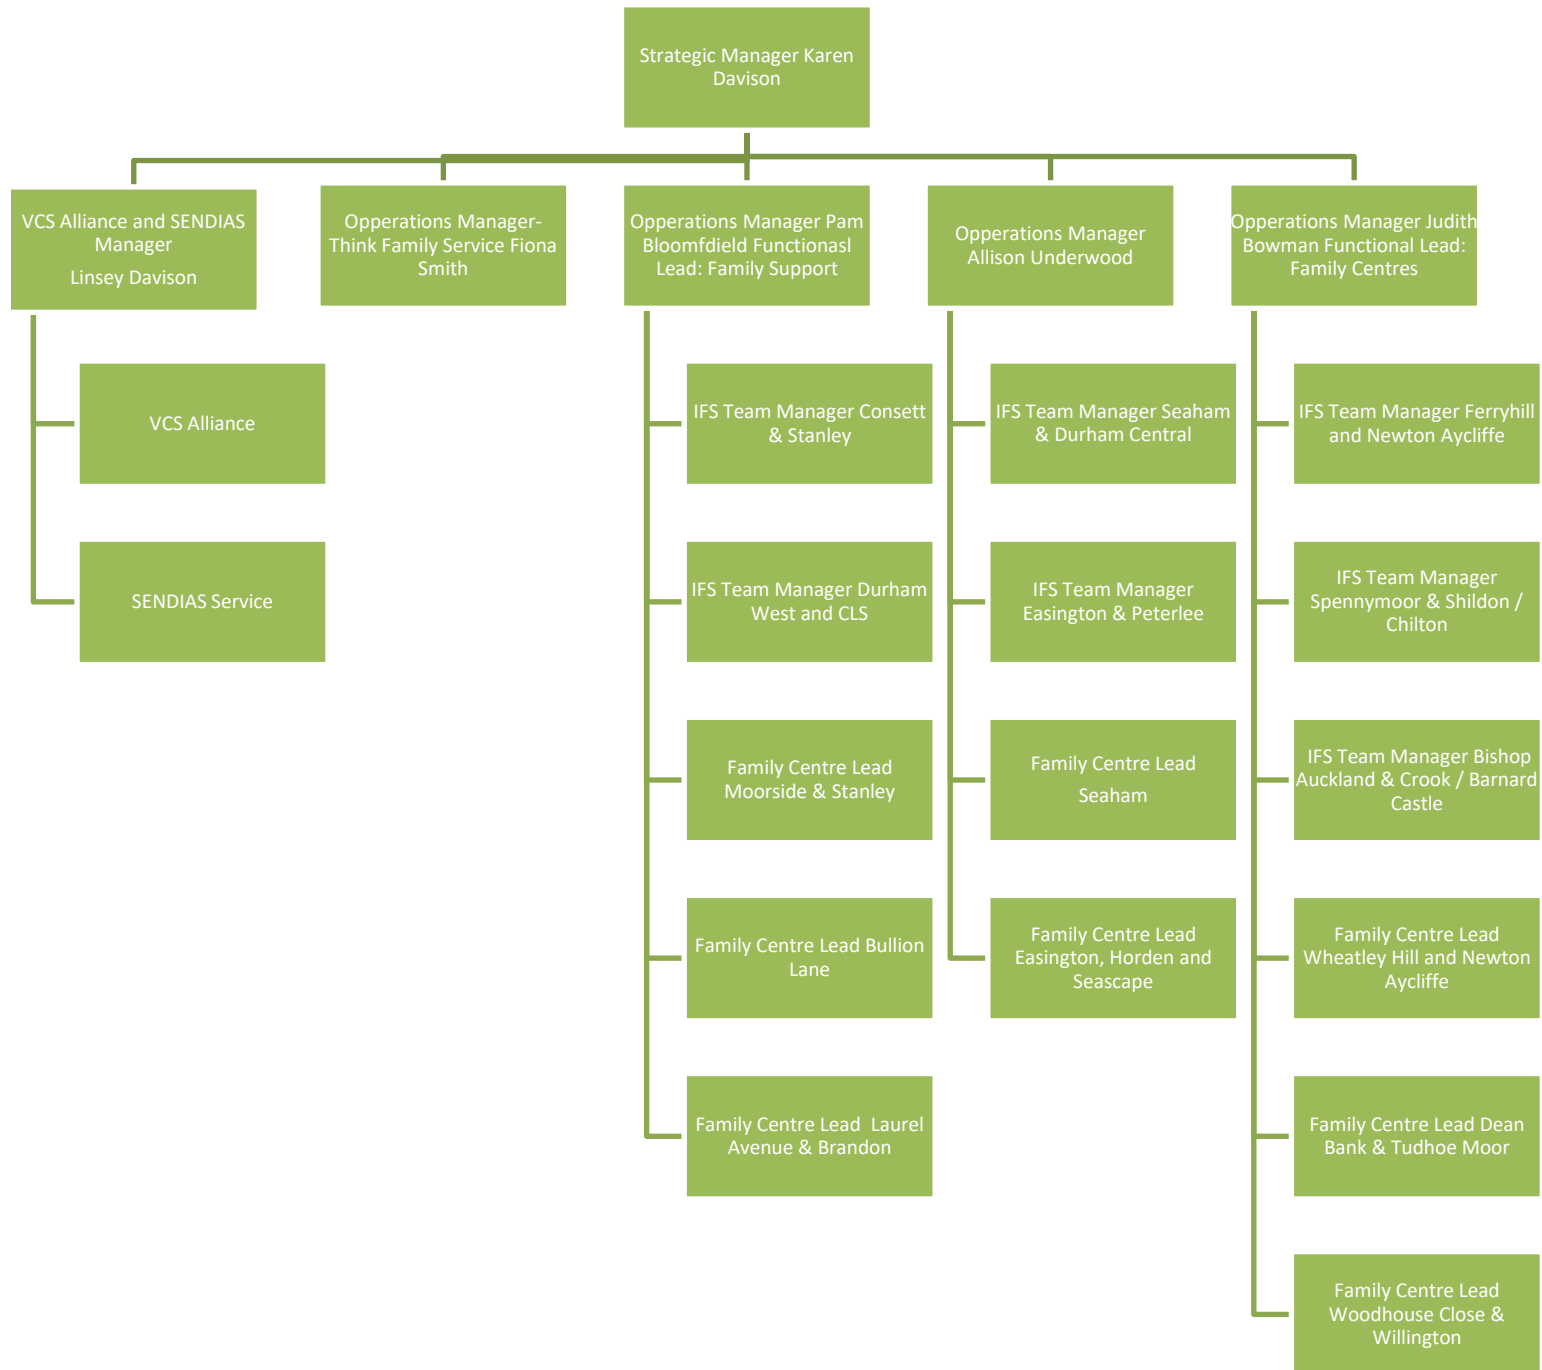 Strategic Manager Karen
Davison
VCS Alliance and SENDIAS
Manager
Linsey Davison
Opperations Manager-
Think Family Service Fiona
Smith
Opperations Manager Pam
Bloomfdield Functionasl
Lead: Family Support
Opperations Manager
Allison Underwood
Opperations Manager Judith
Bowman Functional Lead:
Family Centres
VCS Alliance
SENDIAS Service
IFS Team Manager Consett
& Stanley
IFS Team Manager Durham
West and CLS
Family Centre Lead
Moorside & Stanley
Family Centre Lead Bullion
Lane
Family Centre Lead  Laurel
Avenue & Brandon
IFS Team Manager Seaham
& Durham Central
IFS Team Manager
Easington & Peterlee
Family Centre Lead
Seaham
Family Centre Lead
Easington, Horden and
Seascape
IFS Team Manager Ferryhill
and Newton Aycliffe
IFS Team Manager
Spennymoor & Shildon /
Chilton
IFS Team Manager Bishop
Auckland & Crook / Barnard
Castle
Family Centre Lead
Wheatley Hill and Newton
Aycliffe
Family Centre Lead Dean
Bank & Tudhoe Moor
Family Centre Lead
Woodhouse Close &
Willington